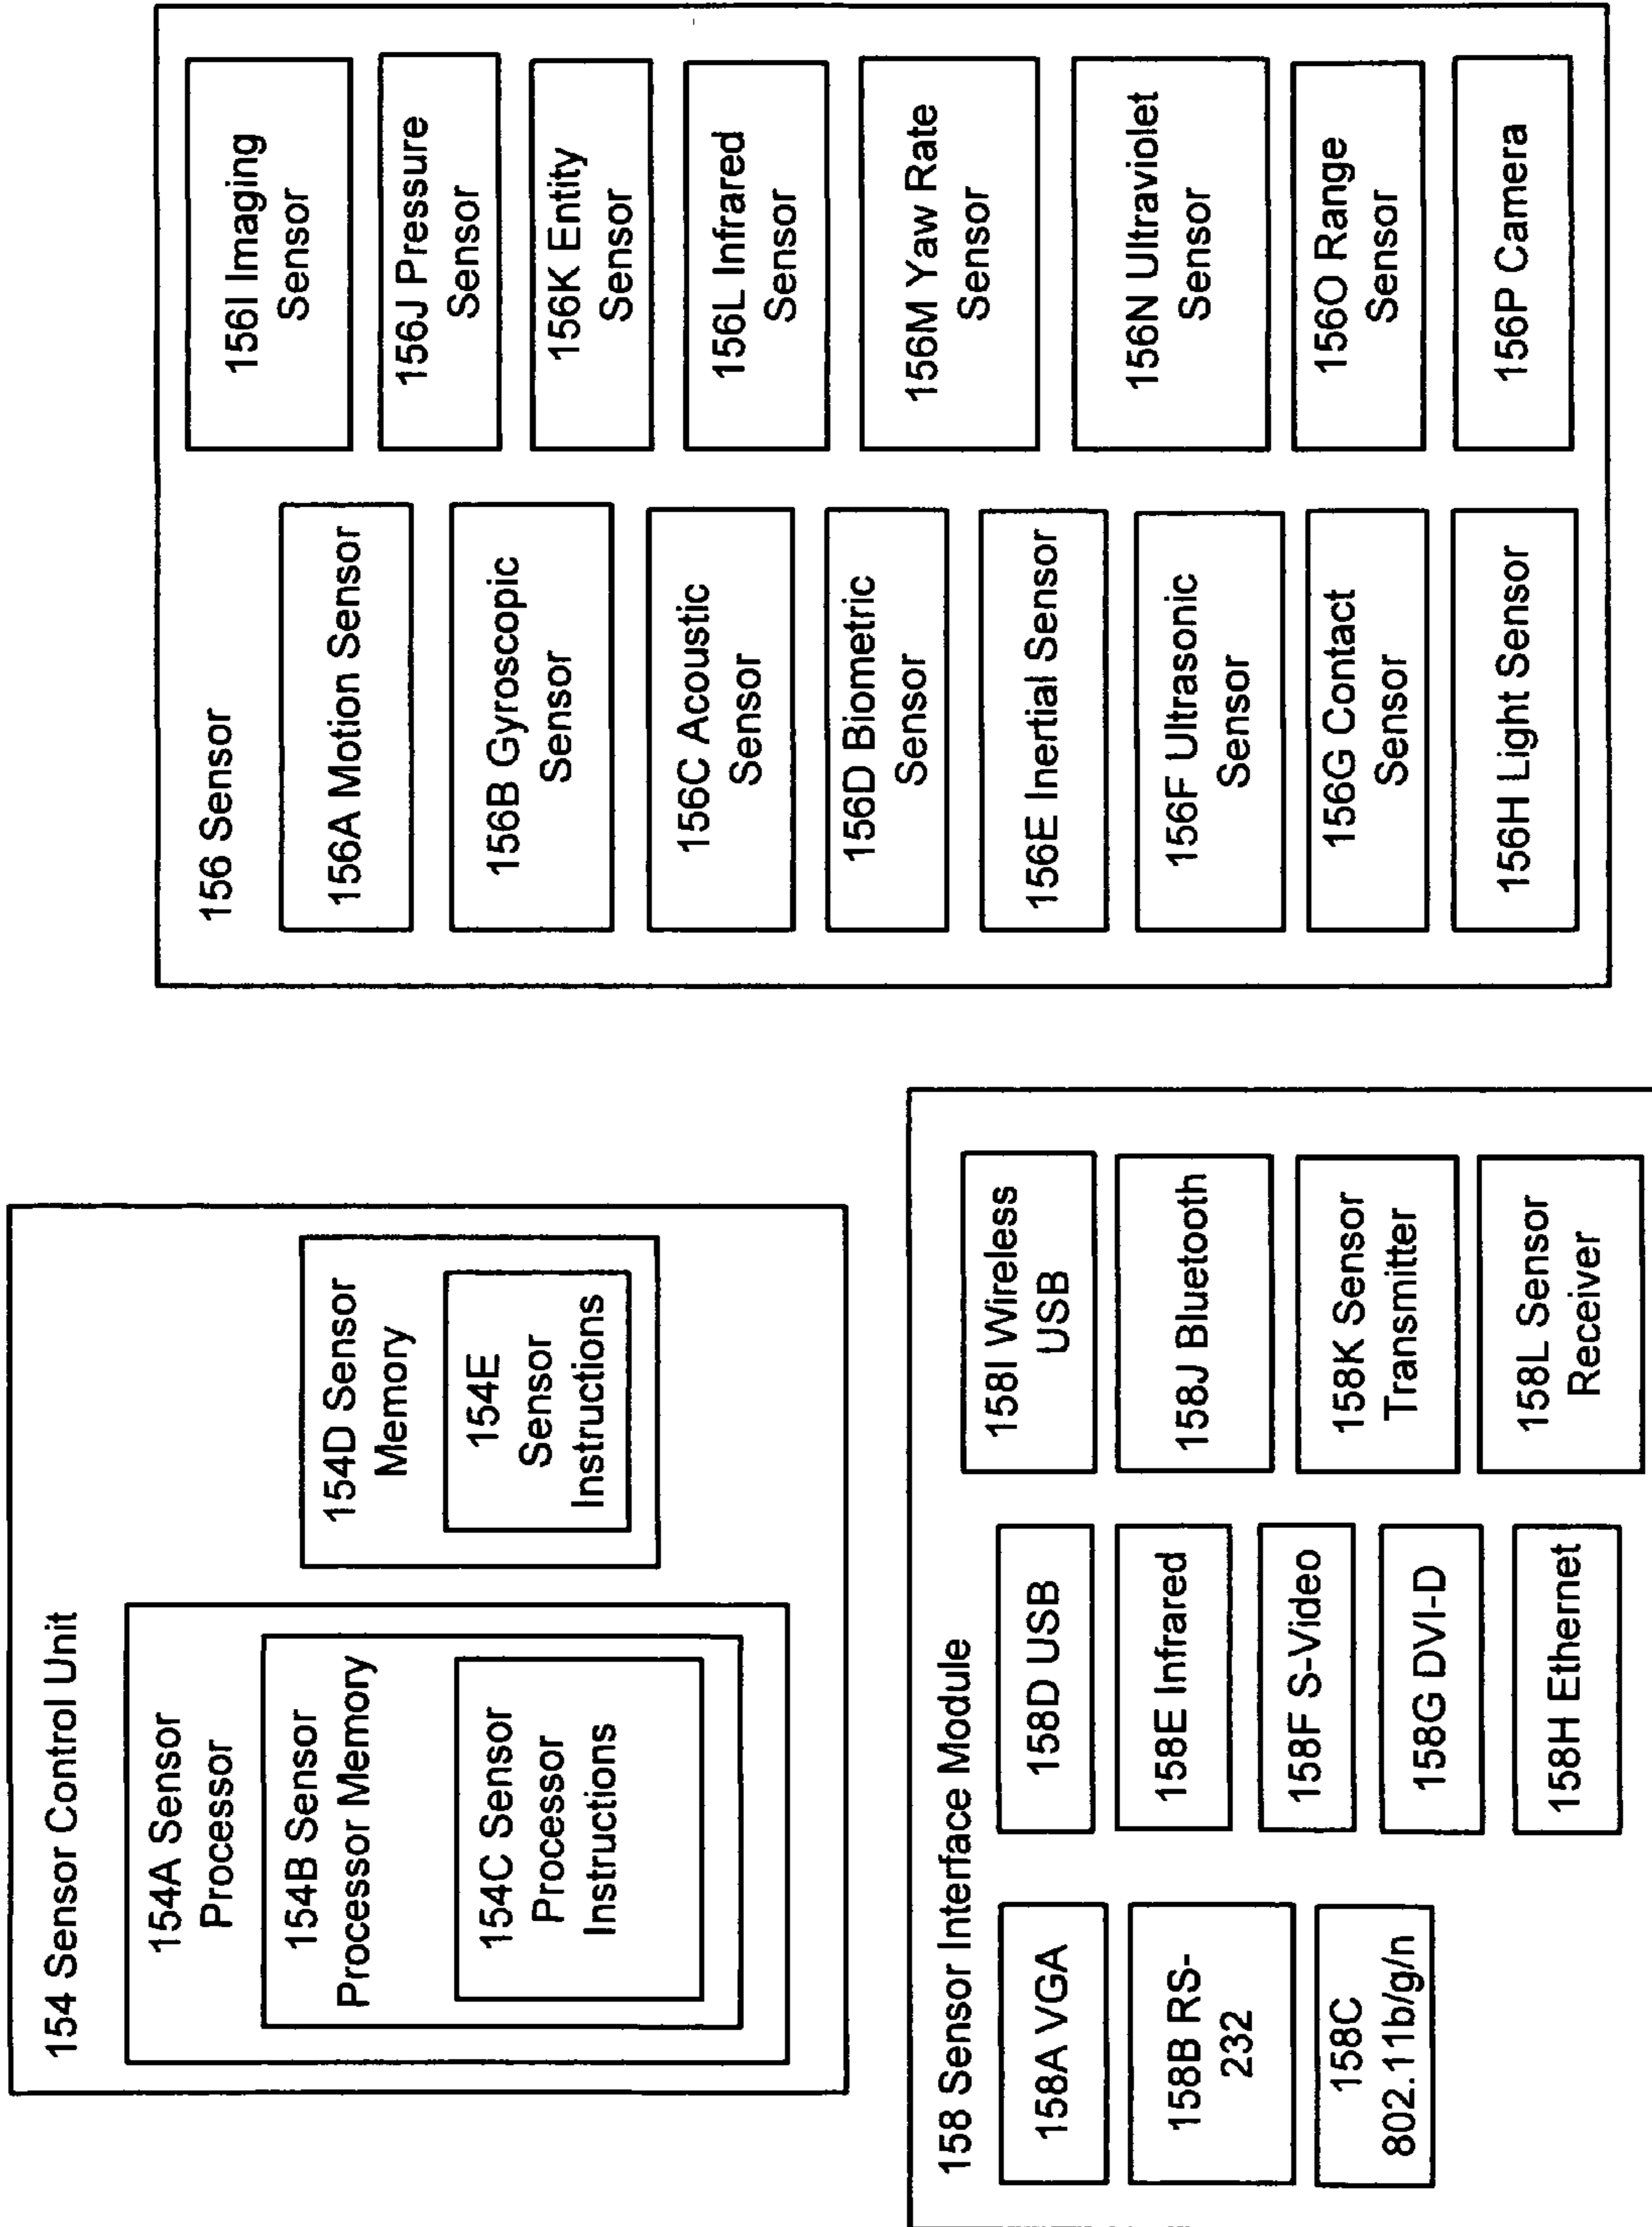 154 Sensor Control Unit
154A Sensor
Processor
154B Sensor
Processor Memory
154C Sensor
Processor
Instructions
154D Sensor
Memory
154E
Sensor
Instructions
156 Sensor
156A Motion Sensor
156B Gyroscopic
Sensor
156C Acoustic
Sensor
156D Biometric
Sensor
156E Inertial Sensor
156F Ultrasonic
Sensor
156G Contact
Sensor
156H Light Sensor
156I Imaging
Sensor
156J Pressure
Sensor
156K Entity
Sensor
156L Infrared
Sensor
156M Yaw Rate
Sensor
156N Ultraviolet
Sensor
156O Range
Sensor
156P Camera
158 Sensor Interface Module
158A VGA
158B RS-
232
158C
802.11b/g/n
158D USB
158E Infrared
158F S-Video
158G DVI-D
158H Ethernet
158I Wireless
USB
158J Bluetooth
158K Sensor
Transmitter
158L Sensor
Receiver